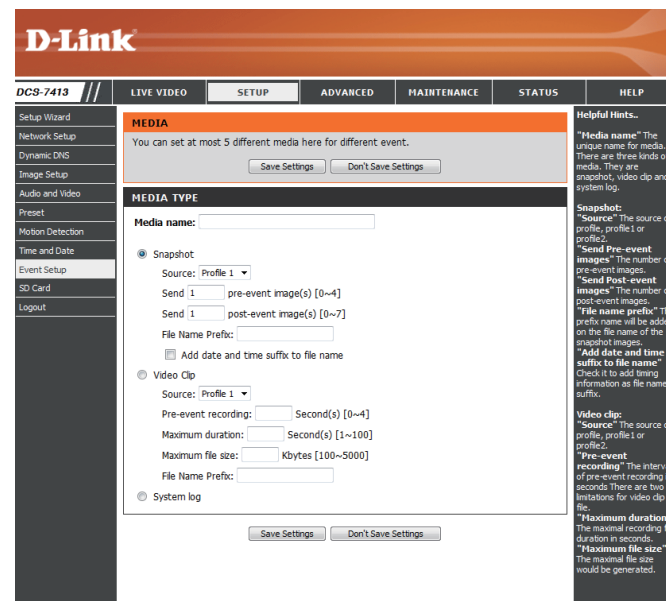 D-Link
DCS-7413
LIVE VIDEO
SETUP
ADVANCED
MAINTENANCE
STATUS
HELP
Setup Wizard
Network Setup
Dynamic DNS
Image Setup
Audio and Video
Preset
Motion Detection
Time and Date
Event Setup
SD Card
Logout
MEDIA
You can set at most 5 different media here for different event.
Save Settings
Don't Save Settings
MEDIA TYPE
Media name:
Snapshot
Source: Profile 1
Send 1 pre-event image(s) [0~4]
Send 1 post-event image(s) [0~7]
File Name Prefix:
Add date and time suffix to file name
Video Clip
Source: Profile 1
Pre-event recording: Second(s) [0~4]
Maximum duration: Second(s) [1~100]
Maximum file size: Kbytes [100~5000]
File Name Prefix:
System log
Save Settings
Don't Save Settings
Helpful Hints..
"Media name" The
unique name for media.
There are three kinds
media. They are
snapshot, video clip and
system log.
Snapshot:
"Source" The source
profile, profile1 or
profile2.
"Send Pre-event
images" The number
pre-event images.
"Send Post-event
images" The number
post-event images.
"File name prefix"
prefix name will be
on the file name of the
snapshot images.
"Add date and time
suffix to file name"
Check it to add timing
information as file name
suffix.
Video clip:
"Source" The source
profile, profile1 or
profile2.
"Pre-event
recording" The
of pre-event recording
seconds There are two
limitations for video clip
file.
"Maximum duration
The maximal recording
duration in seconds.
"Maximum file size"
The maximal file size
would be generated.